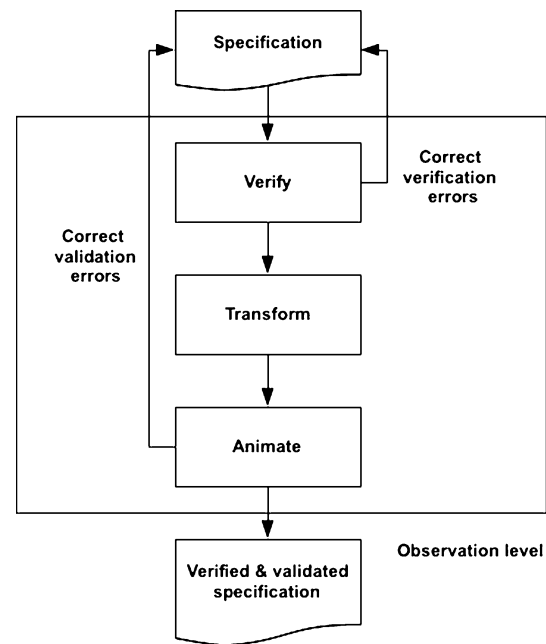 Specification
Verify
Correct
verification
errors
Correct
validation
errors
Transform
Animate
Observation level
Verified & validated
specification